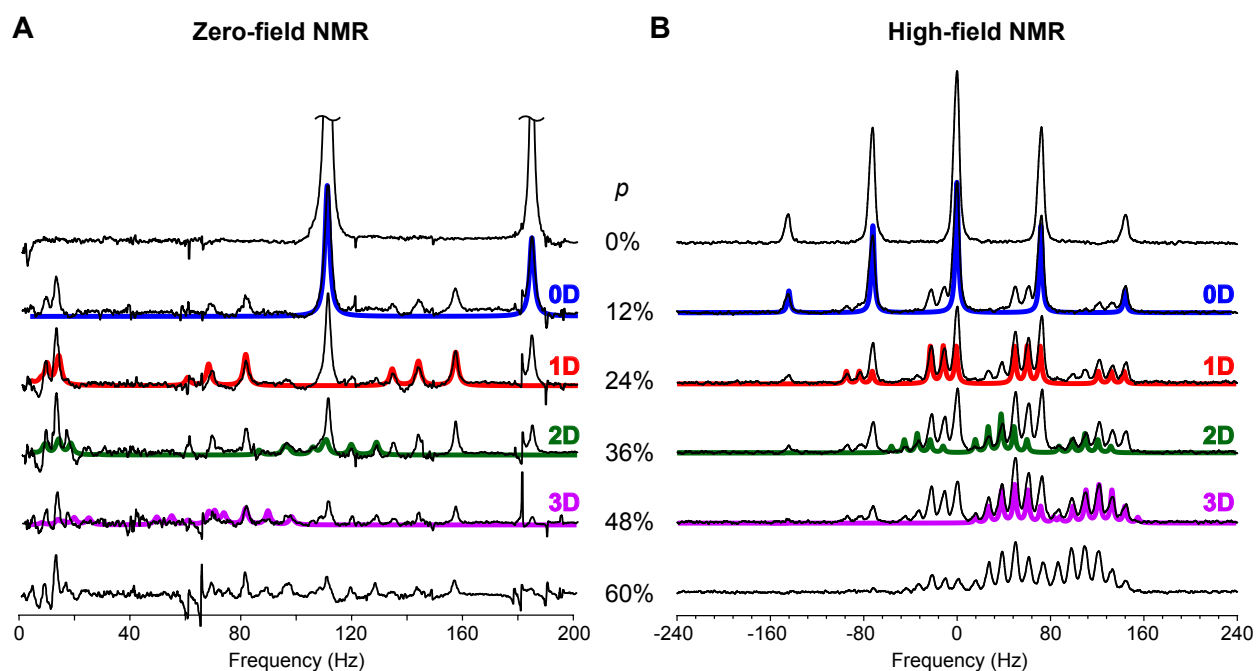 A
Zero-field NMR
B
High-field NMR
p
0%
0D
12%
0D
1D
24%
1D
2D
36%
2D
3D
48%
3D
60%
0 40 80 120 160 200
-240 -160 -80 0 80 160 240
Frequency (Hz)
Frequency (Hz)